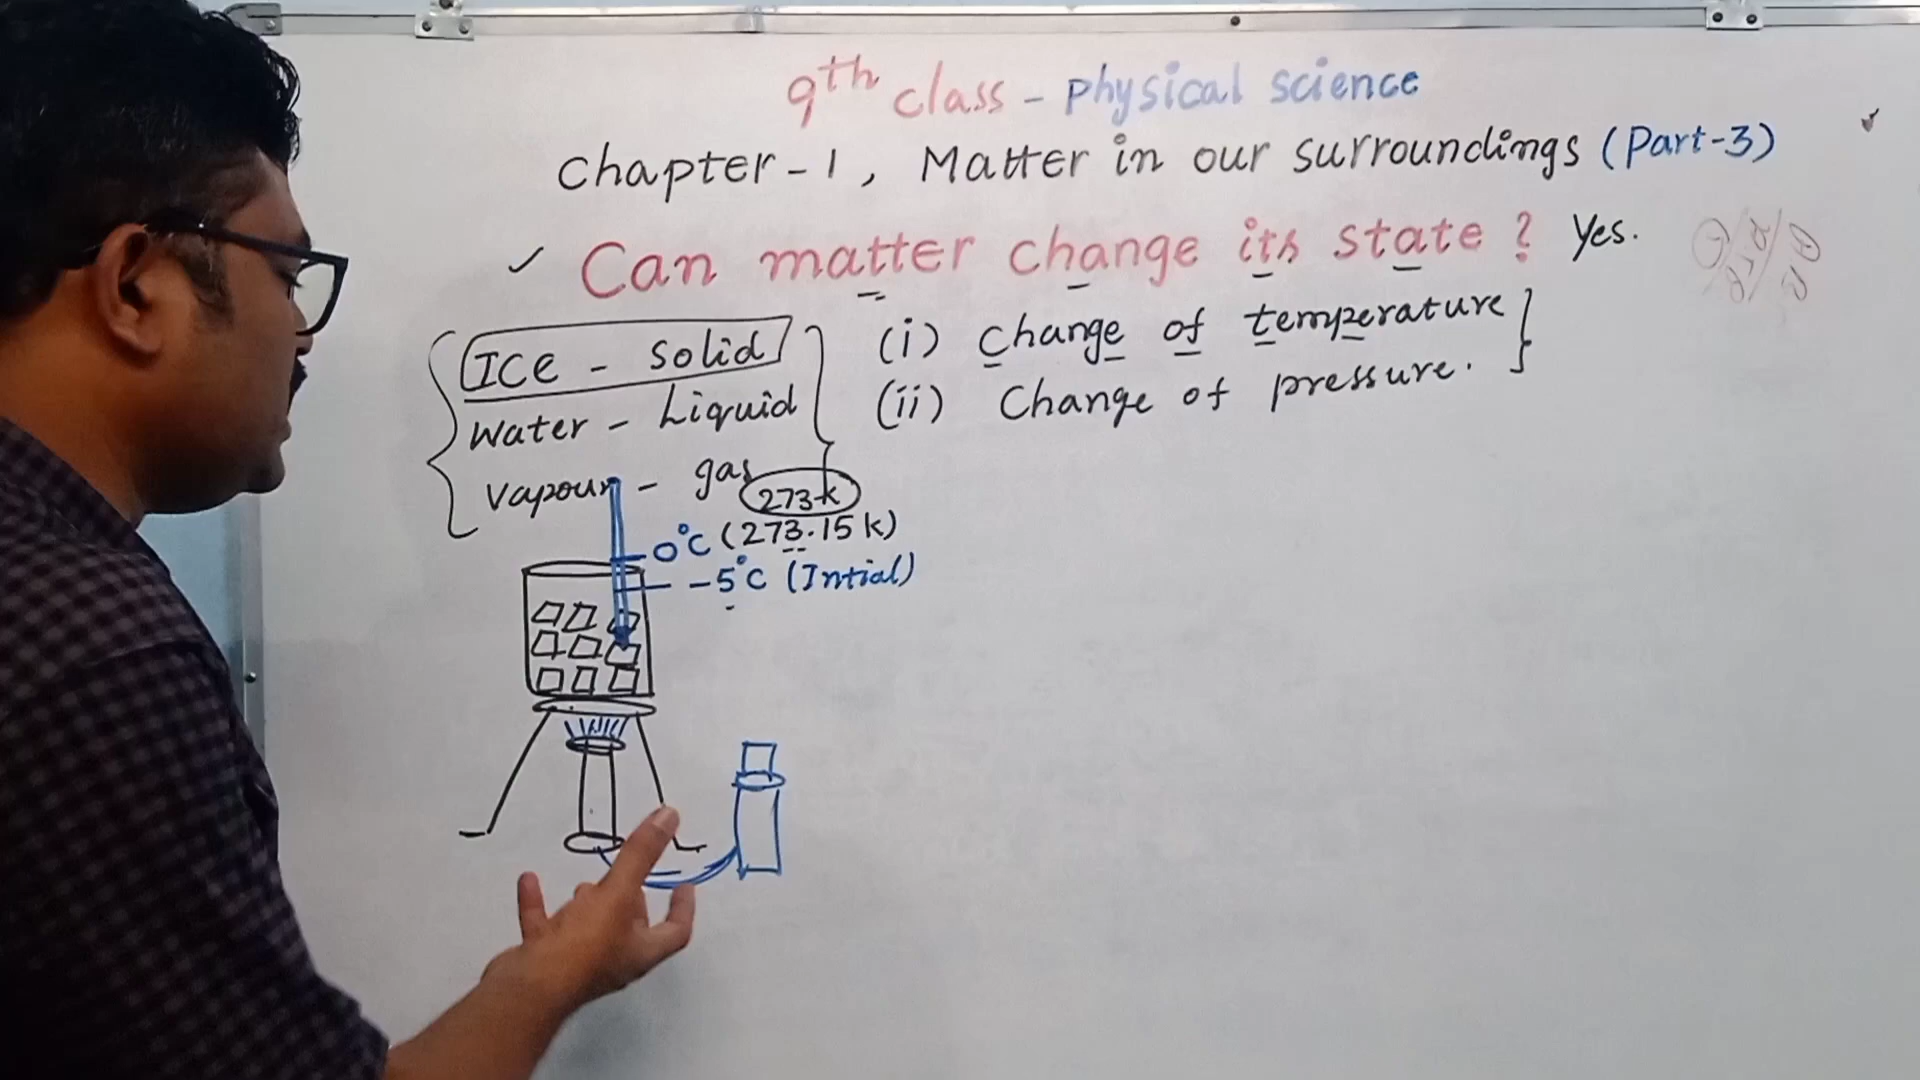 9th class - physical science
Chapter-1, Matter in our surroundings (Part-3)
✓ Can matter change its state? Yes.
ICE - Solid
Water - Liquid
Vapour - gas
(i) Change of temperature
(ii) Change of pressure.
273k
0°C (273.15 k)
-5°C (Intial)